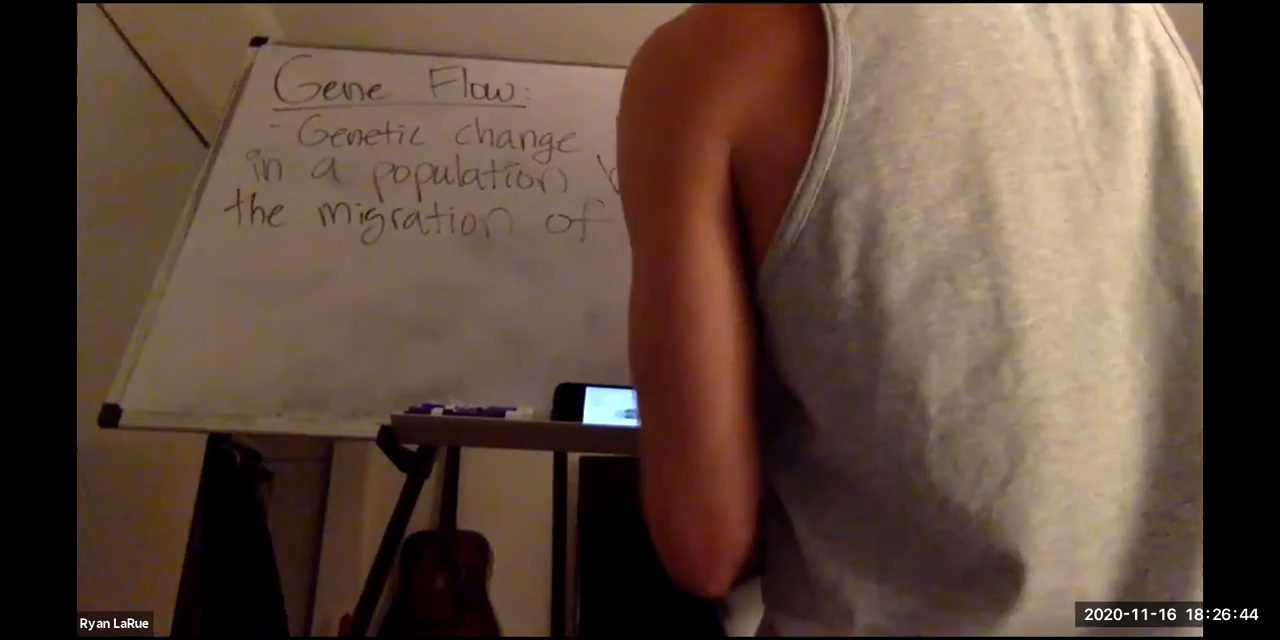 Gene Flow:
- Genetic change
in a population
the migration of
Ryan LaRue
2020-11-16 18:26:44